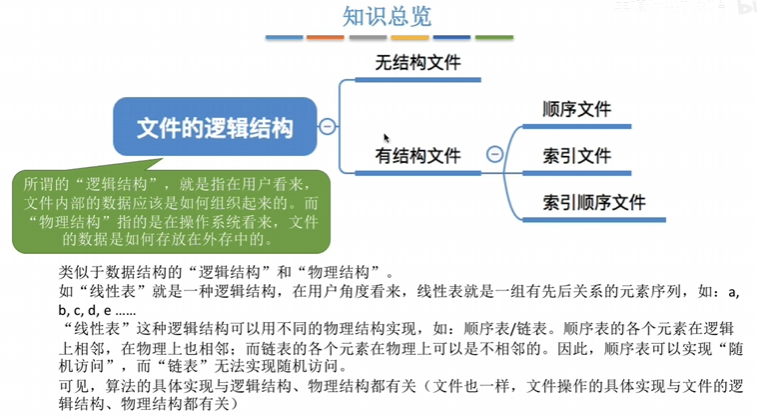 知识总览
无结构文件
顺序文件
文件的逻辑结构
有结构文件
索引文件
索引顺序文件
所谓的“逻辑结构”，就是指在用户看来，
文件内部的数据应该是如何组织起来的。而
“物理结构”指的是在操作系统看来，文件
的数据是如何存放在外存中的。
类似于数据结构的“逻辑结构”和“物理结构”。
如“线性表”就是一种逻辑结构，在用户角度看来，线性表就是一组有先后关系的元素序列，如：a,
b, c, d, e ……
“线性表”这种逻辑结构可以用不同的物理结构实现，如：顺序表/链表。顺序表的各个元素在逻辑
上相邻，在物理上也相邻；而链表的各个元素在物理上可以是不相邻的。因此，顺序表可以实现“随
机访问”，而“链表”无法实现随机访问。
可见，算法的具体实现与逻辑结构、物理结构都有关（文件也一样，文件操作的具体实现与文件的逻
辑结构、物理结构都有关）